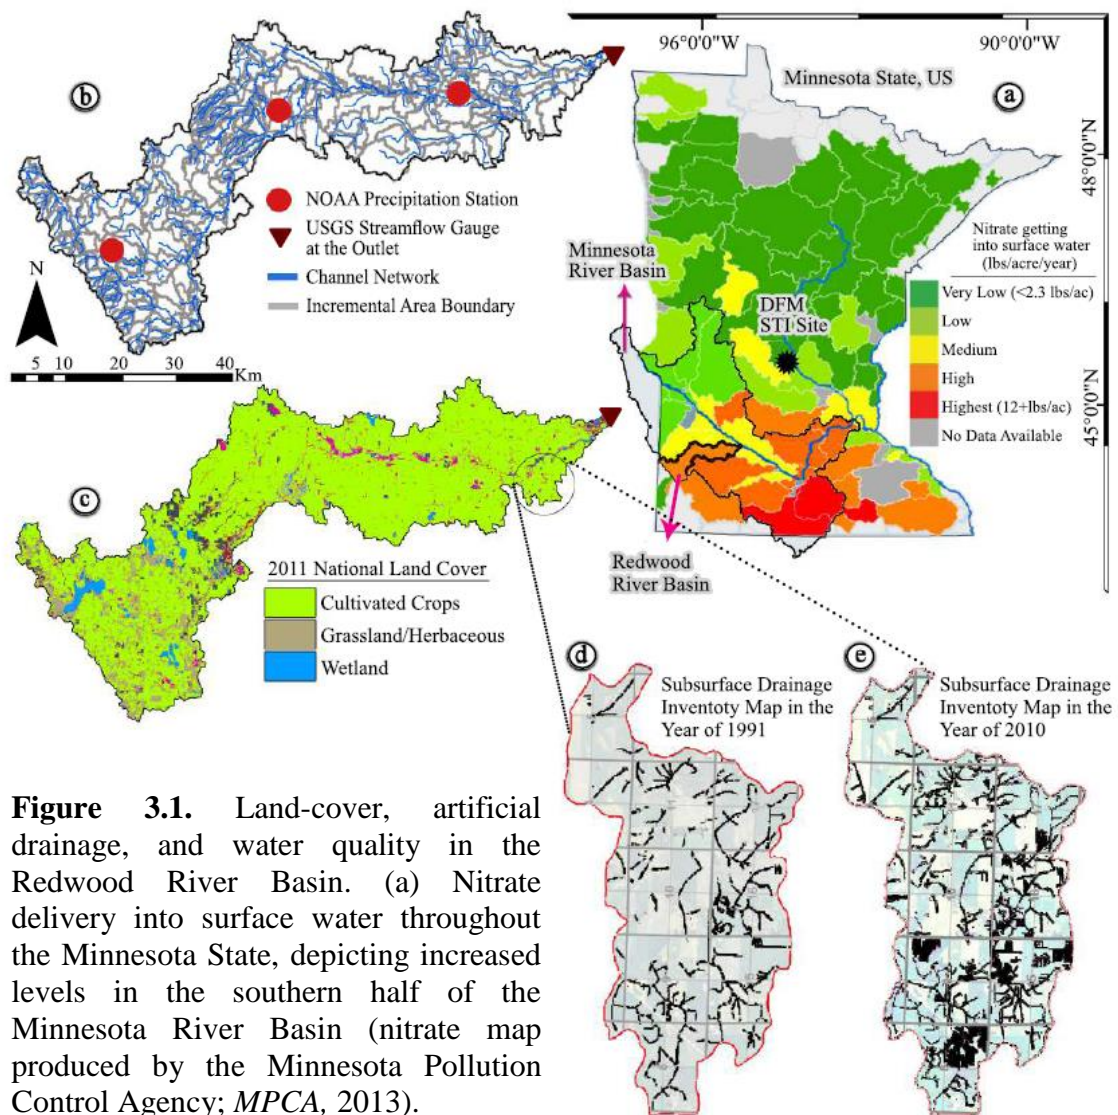 96°0'0"W
90°0'0"W
Minnesota State, US
a
b
48°0'0"N
NOAA Precipitation Station
USGS Streamflow Gauge
at the Outlet
Channel Network
Incremental Area Boundary
N
5 10 20 30 40
Km
Minnesota
River Basin
Nitrate getting
into surface water
(lbs/acre/year)
Very Low (<2.3 lbs/ac)
Low
Medium
High
Highest (12+lbs/ac)
No Data Available
DFM
STI Site
45°0'0"N
Redwood
River Basin
c
2011 National Land Cover
Cultivated Crops
Grassland/Herbaceous
Wetland
d
Subsurface Drainage
Inventoty Map in the
Year of 1991
e
Subsurface Drainage
Inventoty Map in the
Year of 2010
Figure 3.1. Land-cover, artificial
drainage, and water quality in the
Redwood River Basin. (a) Nitrate
delivery into surface water throughout
the Minnesota State, depicting increased
levels in the southern half of the
Minnesota River Basin (nitrate map
produced by the Minnesota Pollution
Control Agency; MPCA, 2013).